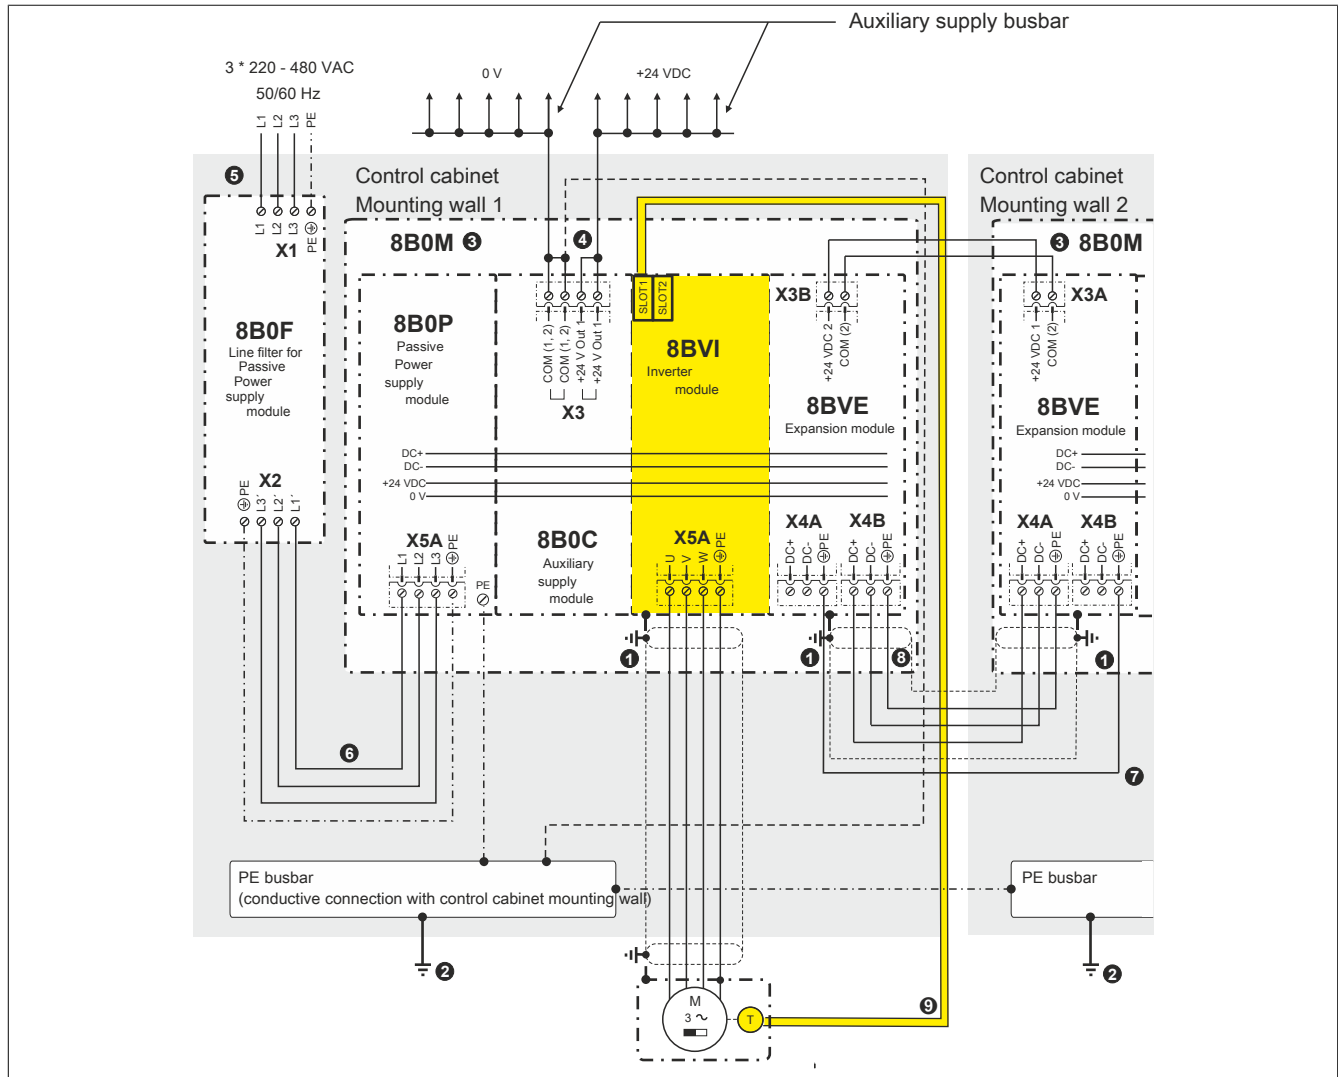 Auxiliary supply busbar
3 * 220 - 480 VAC
50/60 Hz
0 V
+24 VDC
L1
L2
L3
PE
5
Control cabinet
Mounting wall 1
Control cabinet
Mounting wall 2
L1
L2
L3
PE
X1
8B0M 3
4
3 8B0M
8B0F
Line filter for
Passive
Power
supply
module
8B0P
Passive
Power
supply
module
COM (1, 2)
COM (1, 2)
+24 V Out 1
+24 V Out 1
X3
SLOT1
SLOT2
8BVI
Inverter
module
X3B
+24 VDC 2
COM (2)
8BVE
Expansion module
X3A
+24 VDC 1
COM (2)
8BVE
Expansion module
DC+
DC-
+24 VDC
0 V
DC+
DC-
+24 VDC
0 V
X2
PE
L3´
L2´
L1´
X5A
L1
L2
L3
PE
PE
8B0C
Auxiliary
supply
module
X5A
U
V
W
PE
X4A
DC+
DC-
PE
X4B
DC+
DC-
PE
X4A
DC+
DC-
PE
X4B
DC+
DC-
PE
1
1
8
1
6
7
PE busbar
(conductive connection with control cabinet mounting wall)
PE busbar
2
2
M
3 ~
T
9